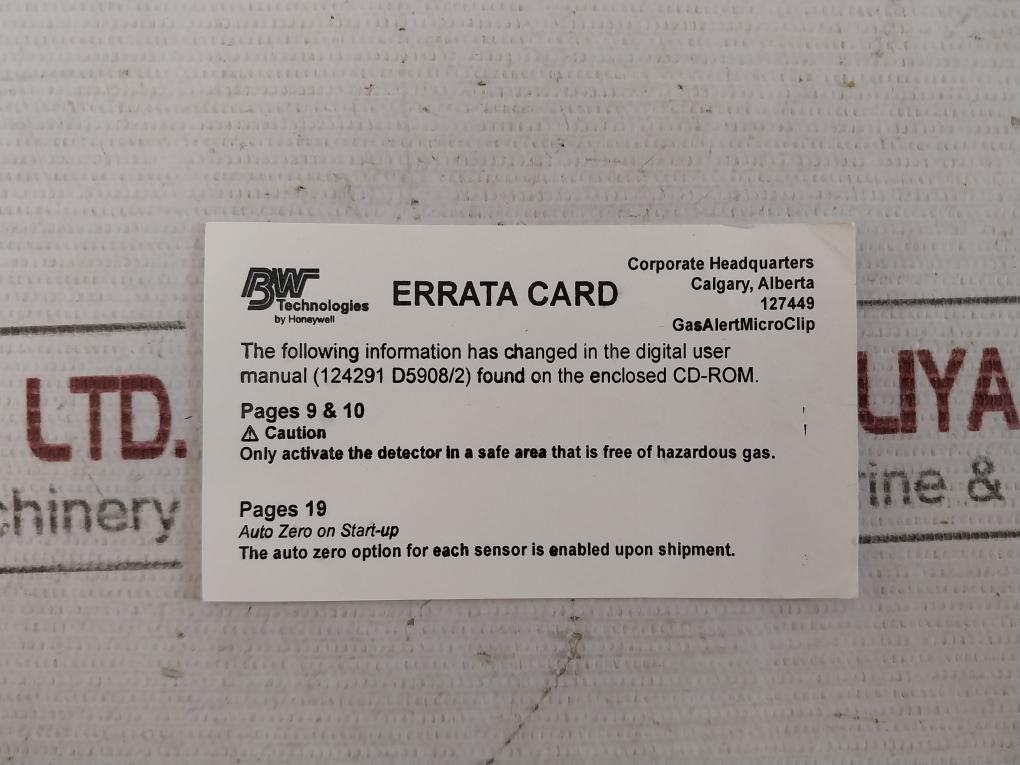 BW
Technologies
by Honeywell
ERRATA CARD
Corporate Headquarters
Calgary, Alberta
127449
GasAlertMicroClip
The following information has changed in the digital user
manual (124291 D5908/2) found on the enclosed CD-ROM.
Pages 9 & 10
⚠ Caution
Only activate the detector in a safe area that is free of hazardous gas.
Pages 19
Auto Zero on Start-up
The auto zero option for each sensor is enabled upon shipment.
LTD.
chinery
LIYA
rine &